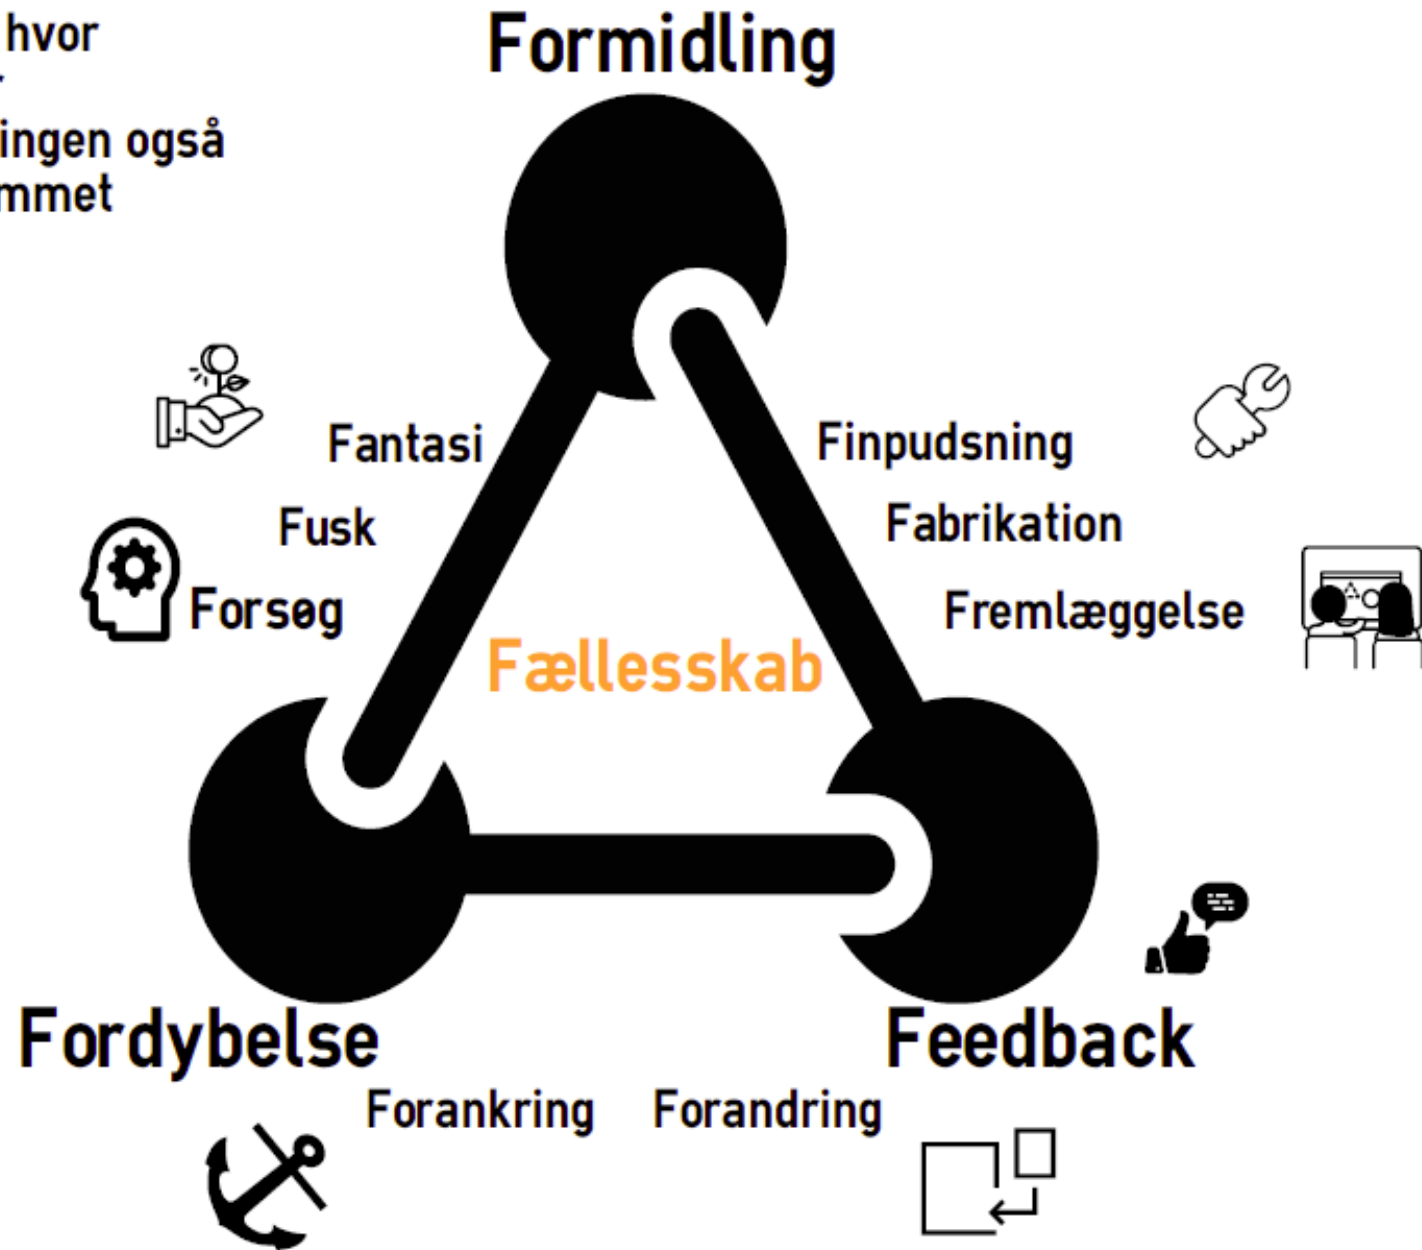 hvor
ingen også
mmet
Formidling
Fantasi
Finpudsning
Fusk
Fabrikation
Forsøg
Fremlæggelse
Fællesskab
Fordybelse
Feedback
Forankring
Forandring